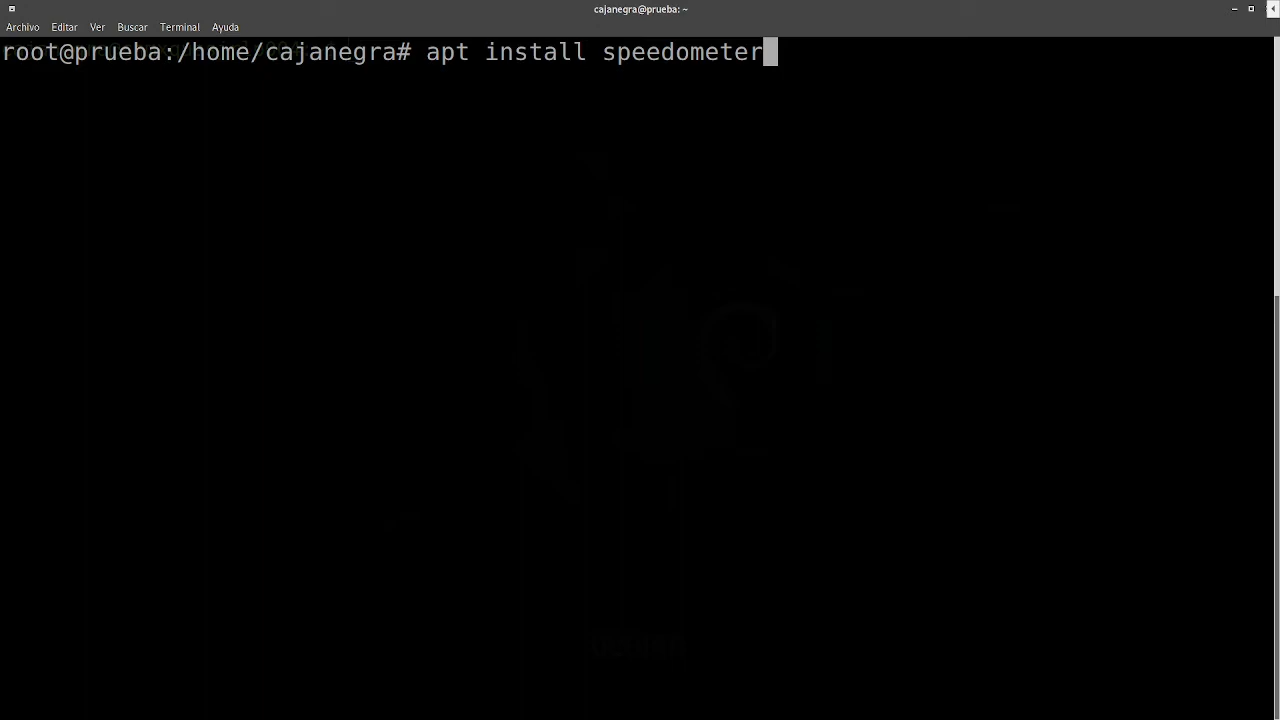 cajanegra@prueba: ~
Archivo Editar Ver Buscar Terminal Ayuda
root@prueba:/home/cajanegra# apt install speedometer